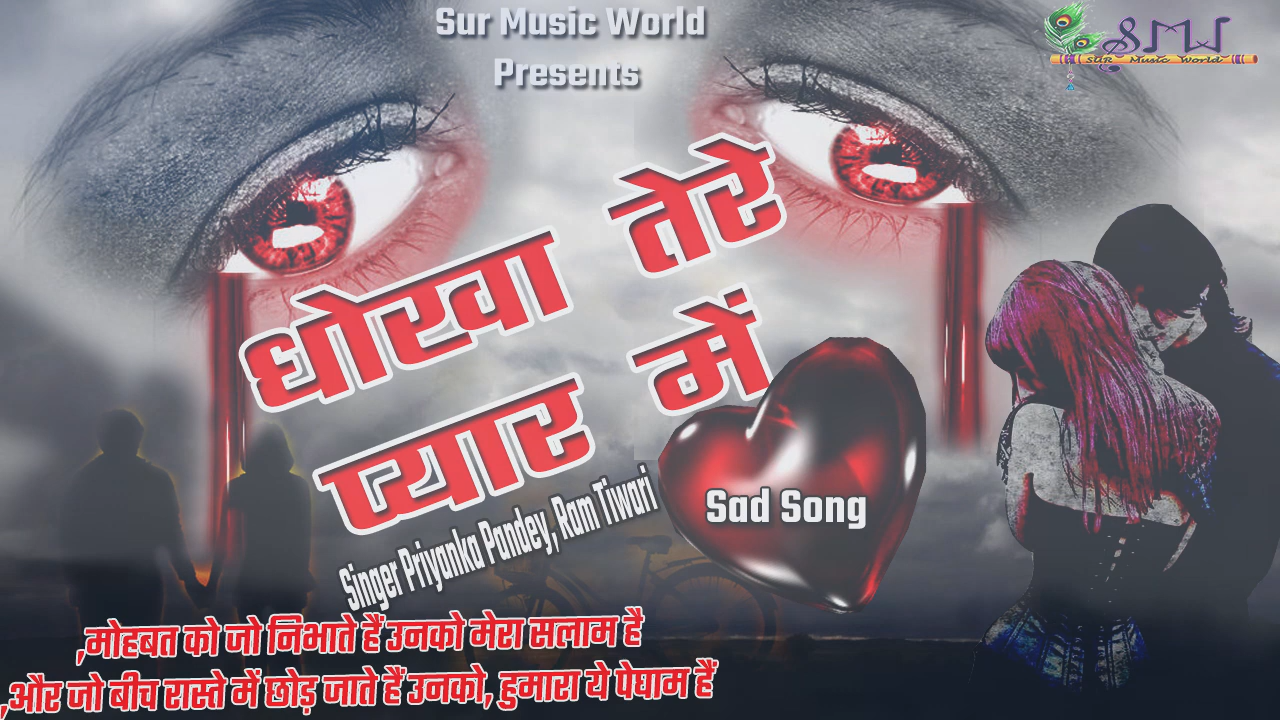 Sur Music World
Presents
SMW
SUR Music World
धोखा तेरे
प्यार में
Sad Song
Singer Priyanka Pandey, Ram Tiwari
,मोहबत को जो निभाते हैं उनको मेरा सलाम है
,और जो बीच रास्ते में छोड़ जाते हैं उनको, हुमारा ये पेघाम हैं